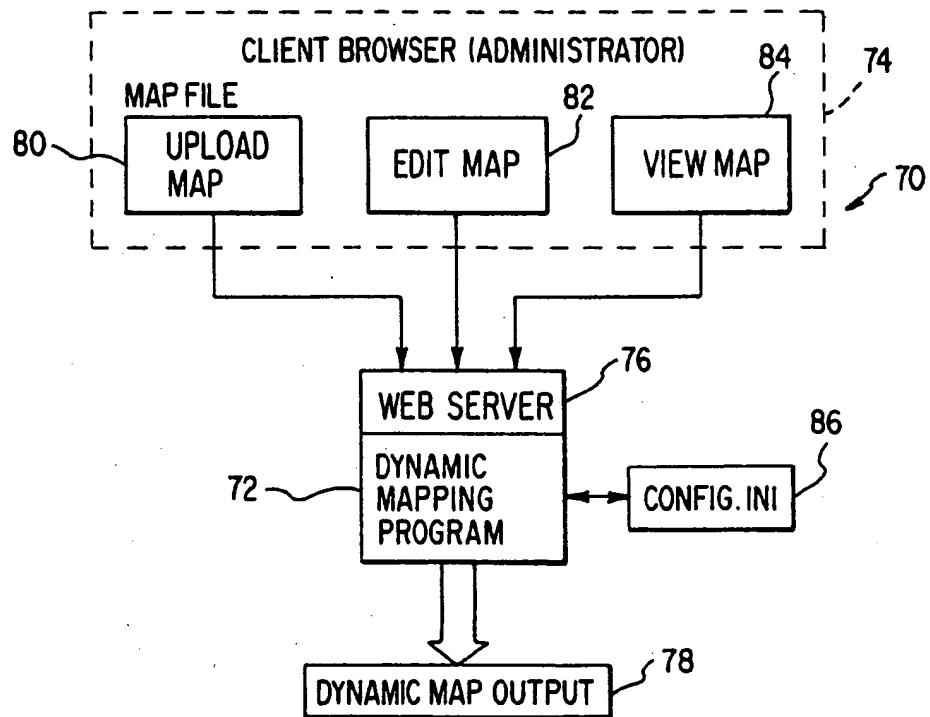 CLIENT BROWSER (ADMINISTRATOR)
84
74
MAP FILE
82
80
UPLOAD
MAP
EDIT MAP
VIEW MAP
70
76
WEB SERVER
86
72
DYNAMIC
MAPPING
PROGRAM
CONFIG.INI
78
DYNAMIC MAP OUTPUT